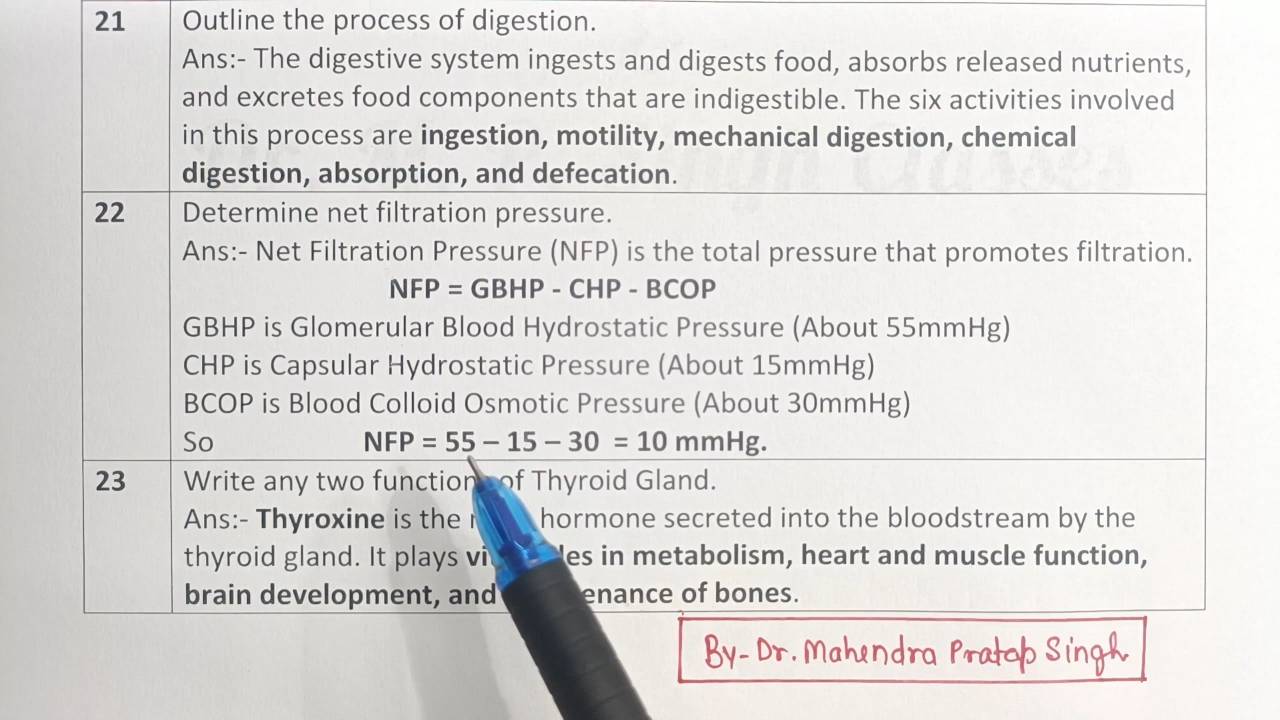 21 Outline the process of digestion.
Ans:- The digestive system ingests and digests food, absorbs released nutrients,
and excretes food components that are indigestible. The six activities involved
in this process are ingestion, motility, mechanical digestion, chemical
digestion, absorption, and defecation.
22 Determine net filtration pressure.
Ans:- Net Filtration Pressure (NFP) is the total pressure that promotes filtration.
NFP = GBHP - CHP - BCOP
GBHP is Glomerular Blood Hydrostatic Pressure (About 55mmHg)
CHP is Capsular Hydrostatic Pressure (About 15mmHg)
BCOP is Blood Colloid Osmotic Pressure (About 30mmHg)
So NFP = 55 – 15 – 30 = 10 mmHg.
23 Write any two function of Thyroid Gland.
Ans:- Thyroxine is the hormone secreted into the bloodstream by the
thyroid gland. It plays in metabolism, heart and muscle function,
brain development, and of bones.
By- Dr. Mahendra Pratap Singh